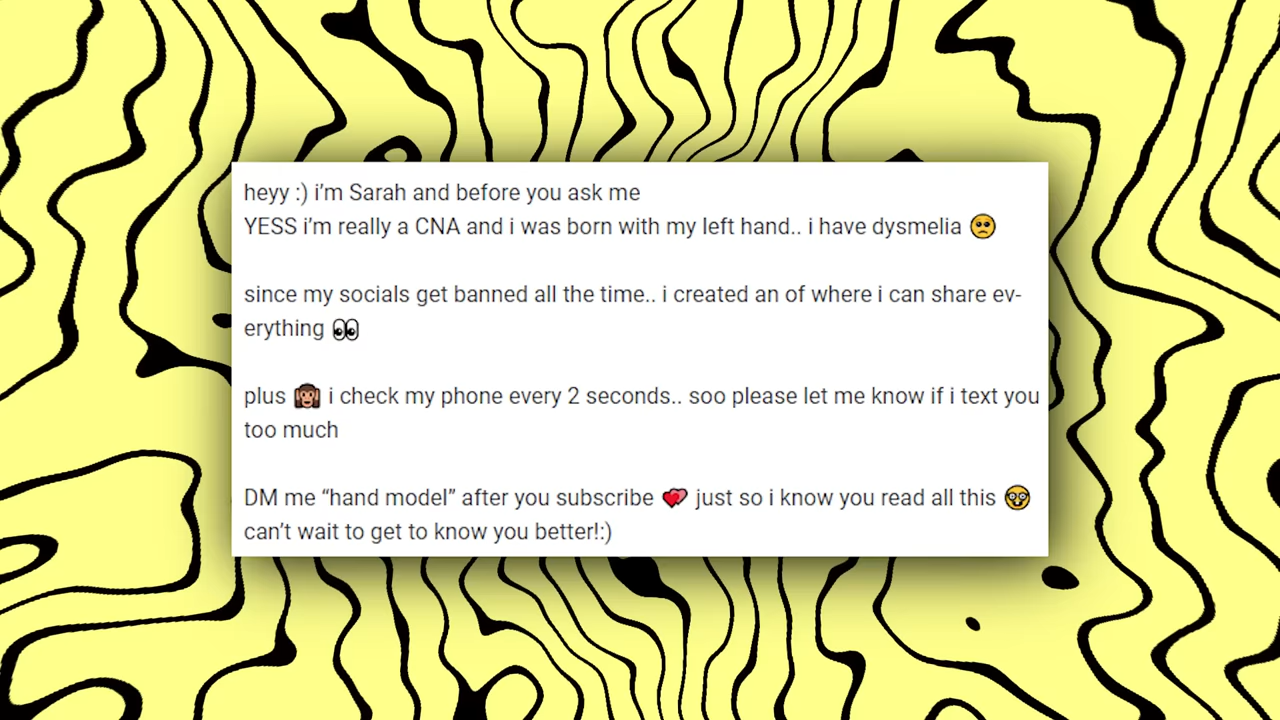 heyy :) i’m Sarah and before you ask me
YESS i’m really a CNA and i was born with my left hand.. i have dysmelia 🥺
since my socials get banned all the time.. i created an of where i can share ev-
erything 👀
plus 🙉 i check my phone every 2 seconds.. soo please let me know if i text you
too much
DM me “hand model” after you subscribe 💕 just so i know you read all this 🤓
can’t wait to get to know you better!:)